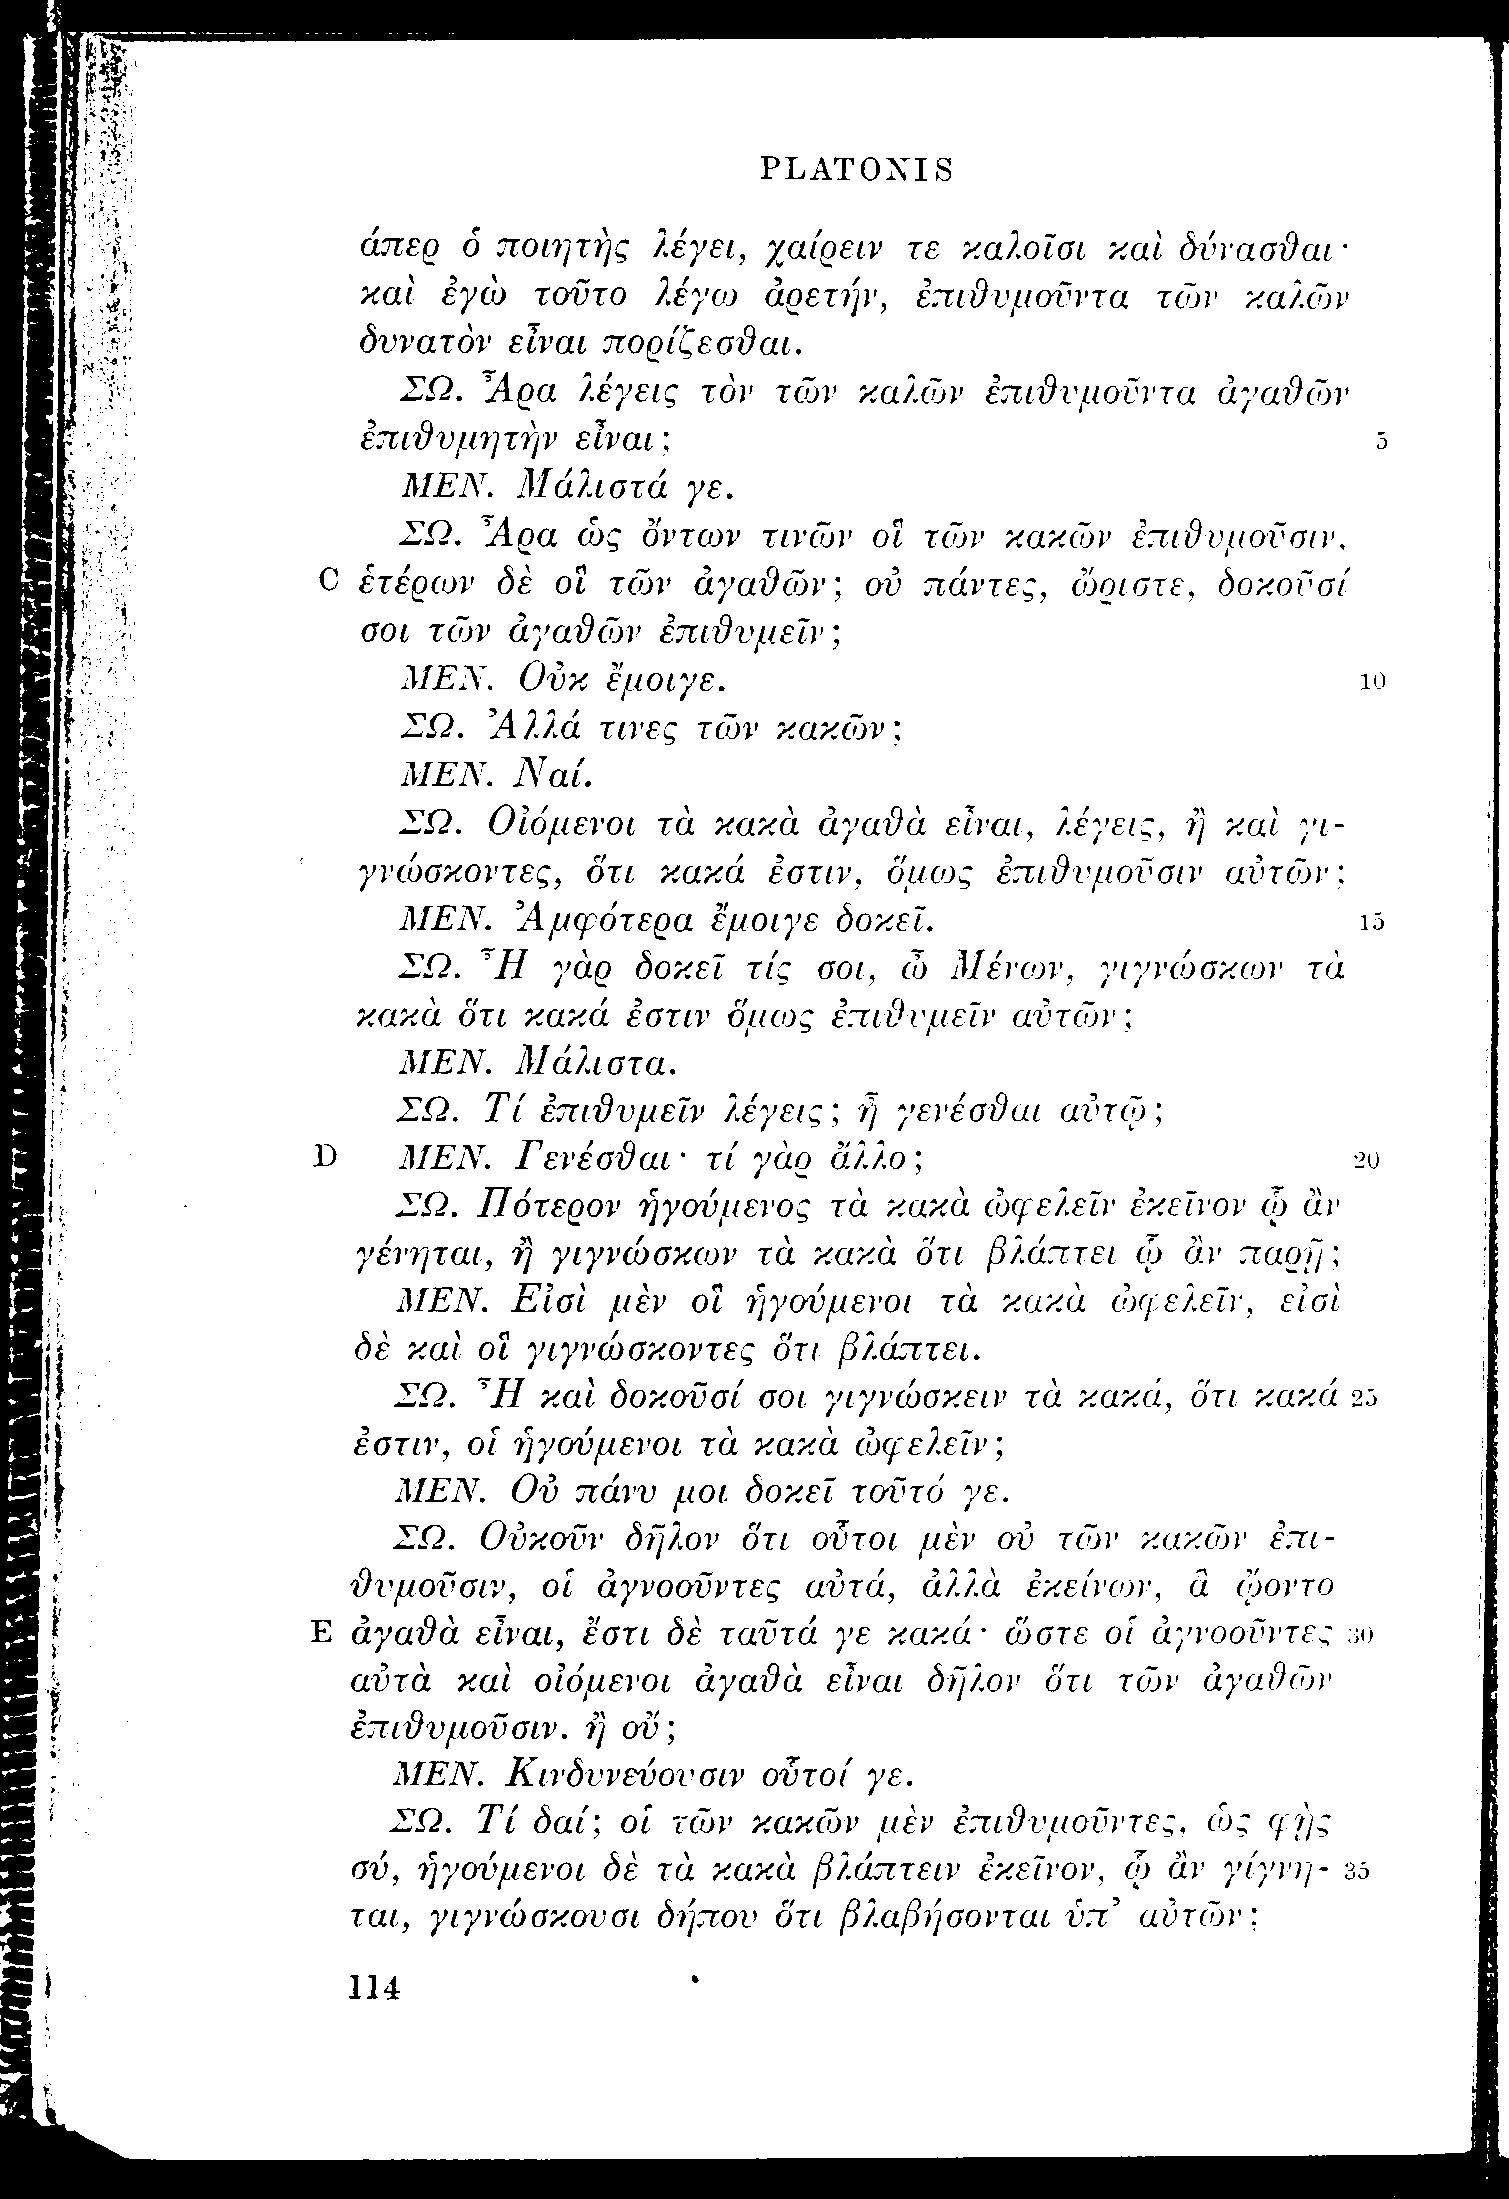 PLATONIS
ἅπερ ὁ ποιητὴς λέγει, χαίρειν τε καλοῖσι καὶ δύνασθαι·
καὶ ἐγὼ τοῦτο λέγω ἀρετήν, ἐπιθυμοῦντα τῶν καλῶν
δυνατὸν εἶναι πορίζεσθαι.
ΣΩ. Ἆρα λέγεις τὸν τῶν καλῶν ἐπιθυμοῦντα ἀγαθῶν
ἐπιθυμητὴν εἶναι; 5
ΜΕΝ. Μάλιστά γε.
ΣΩ. Ἆρα ὡς ὄντων τινῶν οἳ τῶν κακῶν ἐπιθυμοῦσιν,
C ἑτέρων δὲ οἳ τῶν ἀγαθῶν; οὐ πάντες, ὤριστε, δοκοῦσί
σοι τῶν ἀγαθῶν ἐπιθυμεῖν;
ΜΕΝ. Οὐκ ἔμοιγε. 10
ΣΩ. Ἀλλά τινες τῶν κακῶν;
ΜΕΝ. Ναί.
ΣΩ. Οἰόμενοι τὰ κακὰ ἀγαθὰ εἶναι, λέγεις, ἢ καὶ γι-
γνώσκοντες, ὅτι κακά ἐστιν, ὅμως ἐπιθυμοῦσιν αὐτῶν;
ΜΕΝ. Ἀμφότερα ἔμοιγε δοκεῖ. 15
ΣΩ. Ἦ γὰρ δοκεῖ τίς σοι, ὦ Μένων, γιγνώσκων τὰ
κακὰ ὅτι κακά ἐστιν ὅμως ἐπιθυμεῖν αὐτῶν;
ΜΕΝ. Μάλιστα.
ΣΩ. Τί ἐπιθυμεῖν λέγεις; ἦ γενέσθαι αὐτῷ;
D ΜΕΝ. Γενέσθαι· τί γὰρ ἄλλο; 20
ΣΩ. Πότερον ἡγούμενος τὰ κακὰ ὠφελεῖν ἐκεῖνον ᾧ ἂν
γένηται, ἢ γιγνώσκων τὰ κακὰ ὅτι βλάπτει ᾧ ἂν παρῇ;
ΜΕΝ. Εἰσὶ μὲν οἳ ἡγούμενοι τὰ κακὰ ὠφελεῖν, εἰσὶ
δὲ καὶ οἳ γιγνώσκοντες ὅτι βλάπτει.
ΣΩ. Ἦ καὶ δοκοῦσί σοι γιγνώσκειν τὰ κακά, ὅτι κακά 25
ἐστιν, οἱ ἡγούμενοι τὰ κακὰ ὠφελεῖν;
ΜΕΝ. Οὐ πάνυ μοι δοκεῖ τοῦτό γε.
ΣΩ. Οὐκοῦν δῆλον ὅτι οὗτοι μὲν οὐ τῶν κακῶν ἐπι-
θυμοῦσιν, οἱ ἀγνοοῦντες αὐτά, ἀλλὰ ἐκείνων, ἃ ᾤοντο
E ἀγαθὰ εἶναι, ἔστι δὲ ταῦτά γε κακά· ὥστε οἱ ἀγνοοῦντες 30
αὐτὰ καὶ οἰόμενοι ἀγαθὰ εἶναι δῆλον ὅτι τῶν ἀγαθῶν
ἐπιθυμοῦσιν. ἢ οὔ;
ΜΕΝ. Κινδυνεύουσιν οὗτοί γε.
ΣΩ. Τί δαί; οἱ τῶν κακῶν μὲν ἐπιθυμοῦντες, ὡς φῂς
σύ, ἡγούμενοι δὲ τὰ κακὰ βλάπτειν ἐκεῖνον, ᾧ ἂν γίγνη- 35
ται, γιγνώσκουσι δήπου ὅτι βλαβήσονται ὑπ’ αὐτῶν;
114